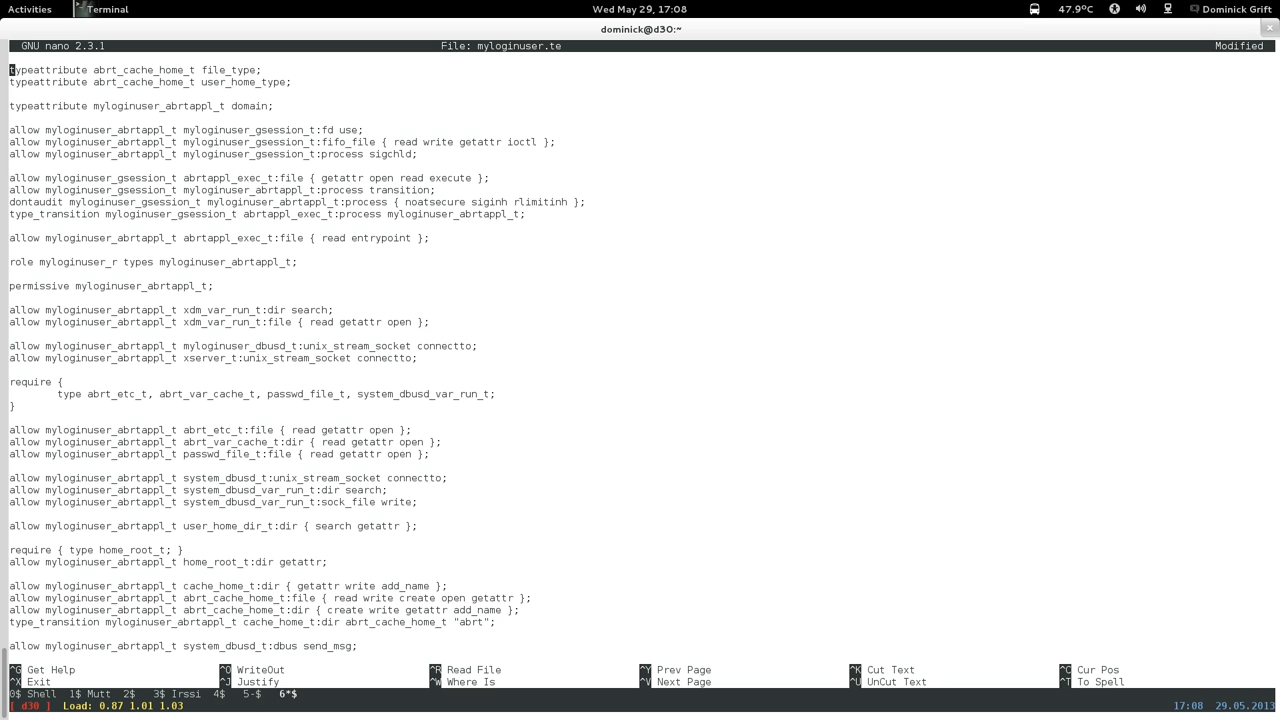 Activities Terminal Wed May 29, 17:08 47.9°C Dominick Grift
dominick@d30:~
GNU nano 2.3.1 File: myloginuser.te Modified
typeattribute abrt_cache_home_t file_type;
typeattribute abrt_cache_home_t user_home_type;
typeattribute myloginuser_abrtappl_t domain;
allow myloginuser_abrtappl_t myloginuser_gsession_t:fd use;
allow myloginuser_abrtappl_t myloginuser_gsession_t:fifo_file { read write getattr ioctl };
allow myloginuser_abrtappl_t myloginuser_gsession_t:process sigchld;
allow myloginuser_gsession_t abrtappl_exec_t:file { getattr open read execute };
allow myloginuser_gsession_t myloginuser_abrtappl_t:process transition;
dontaudit myloginuser_gsession_t myloginuser_abrtappl_t:process { noatsecure siginh rlimitinh };
type_transition myloginuser_gsession_t abrtappl_exec_t:process myloginuser_abrtappl_t;
allow myloginuser_abrtappl_t abrtappl_exec_t:file { read entrypoint };
role myloginuser_r types myloginuser_abrtappl_t;
permissive myloginuser_abrtappl_t;
allow myloginuser_abrtappl_t xdm_var_run_t:dir search;
allow myloginuser_abrtappl_t xdm_var_run_t:file { read getattr open };
allow myloginuser_abrtappl_t myloginuser_dbusd_t:unix_stream_socket connectto;
allow myloginuser_abrtappl_t xserver_t:unix_stream_socket connectto;
require {
type abrt_etc_t, abrt_var_cache_t, passwd_file_t, system_dbusd_var_run_t;
}
allow myloginuser_abrtappl_t abrt_etc_t:file { read getattr open };
allow myloginuser_abrtappl_t abrt_var_cache_t:dir { read getattr open };
allow myloginuser_abrtappl_t passwd_file_t:file { read getattr open };
allow myloginuser_abrtappl_t system_dbusd_t:unix_stream_socket connectto;
allow myloginuser_abrtappl_t system_dbusd_var_run_t:dir search;
allow myloginuser_abrtappl_t system_dbusd_var_run_t:sock_file write;
allow myloginuser_abrtappl_t user_home_dir_t:dir { search getattr };
require { type home_root_t; }
allow myloginuser_abrtappl_t home_root_t:dir getattr;
allow myloginuser_abrtappl_t cache_home_t:dir { getattr write add_name };
allow myloginuser_abrtappl_t abrt_cache_home_t:file { read write create open getattr };
allow myloginuser_abrtappl_t abrt_cache_home_t:dir { create write getattr add_name };
type_transition myloginuser_abrtappl_t cache_home_t:dir abrt_cache_home_t "abrt";
allow myloginuser_abrtappl_t system_dbusd_t:dbus send_msg;
^G Get Help ^O WriteOut ^R Read File ^Y Prev Page ^K Cut Text ^C Cur Pos
^X Exit ^J Justify ^W Where Is ^V Next Page ^U UnCut Text ^T To Spell
0$ Shell 1$ Mutt 2$ 3$ Irssi 4$ 5-$ 6*$
[ d30 ] Load: 0.87 1.01 1.03 17:08 29.05.2013